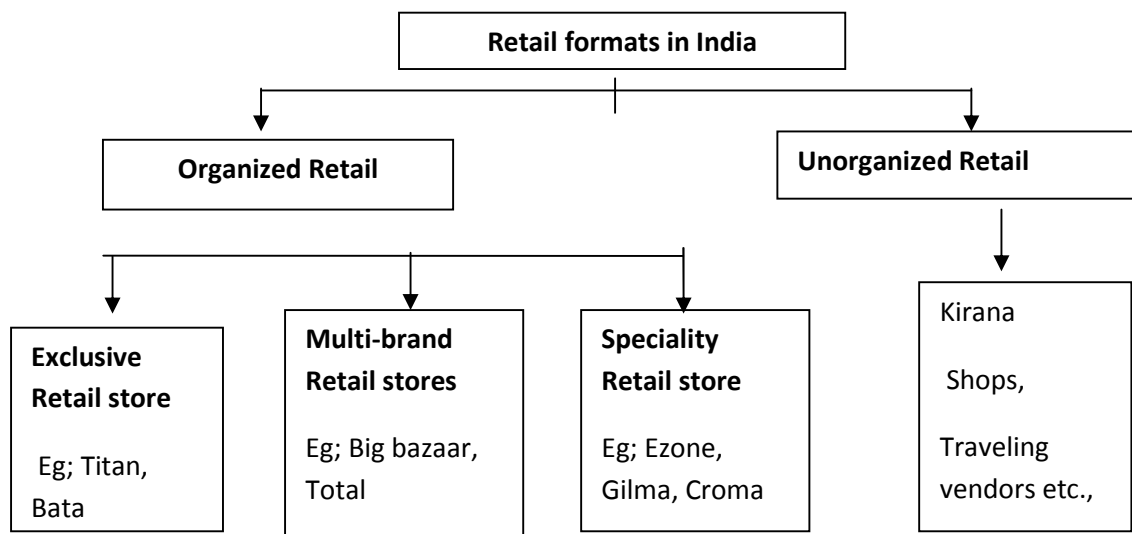 Retail formats in India
Organized Retail
Unorganized Retail
Exclusive
Retail store
Eg; Titan,
Bata
Multi-brand
Retail stores
Eg; Big bazaar,
Total
Speciality
Retail store
Eg; Ezone,
Gilma, Croma
Kirana
Shops,
Traveling
vendors etc.,